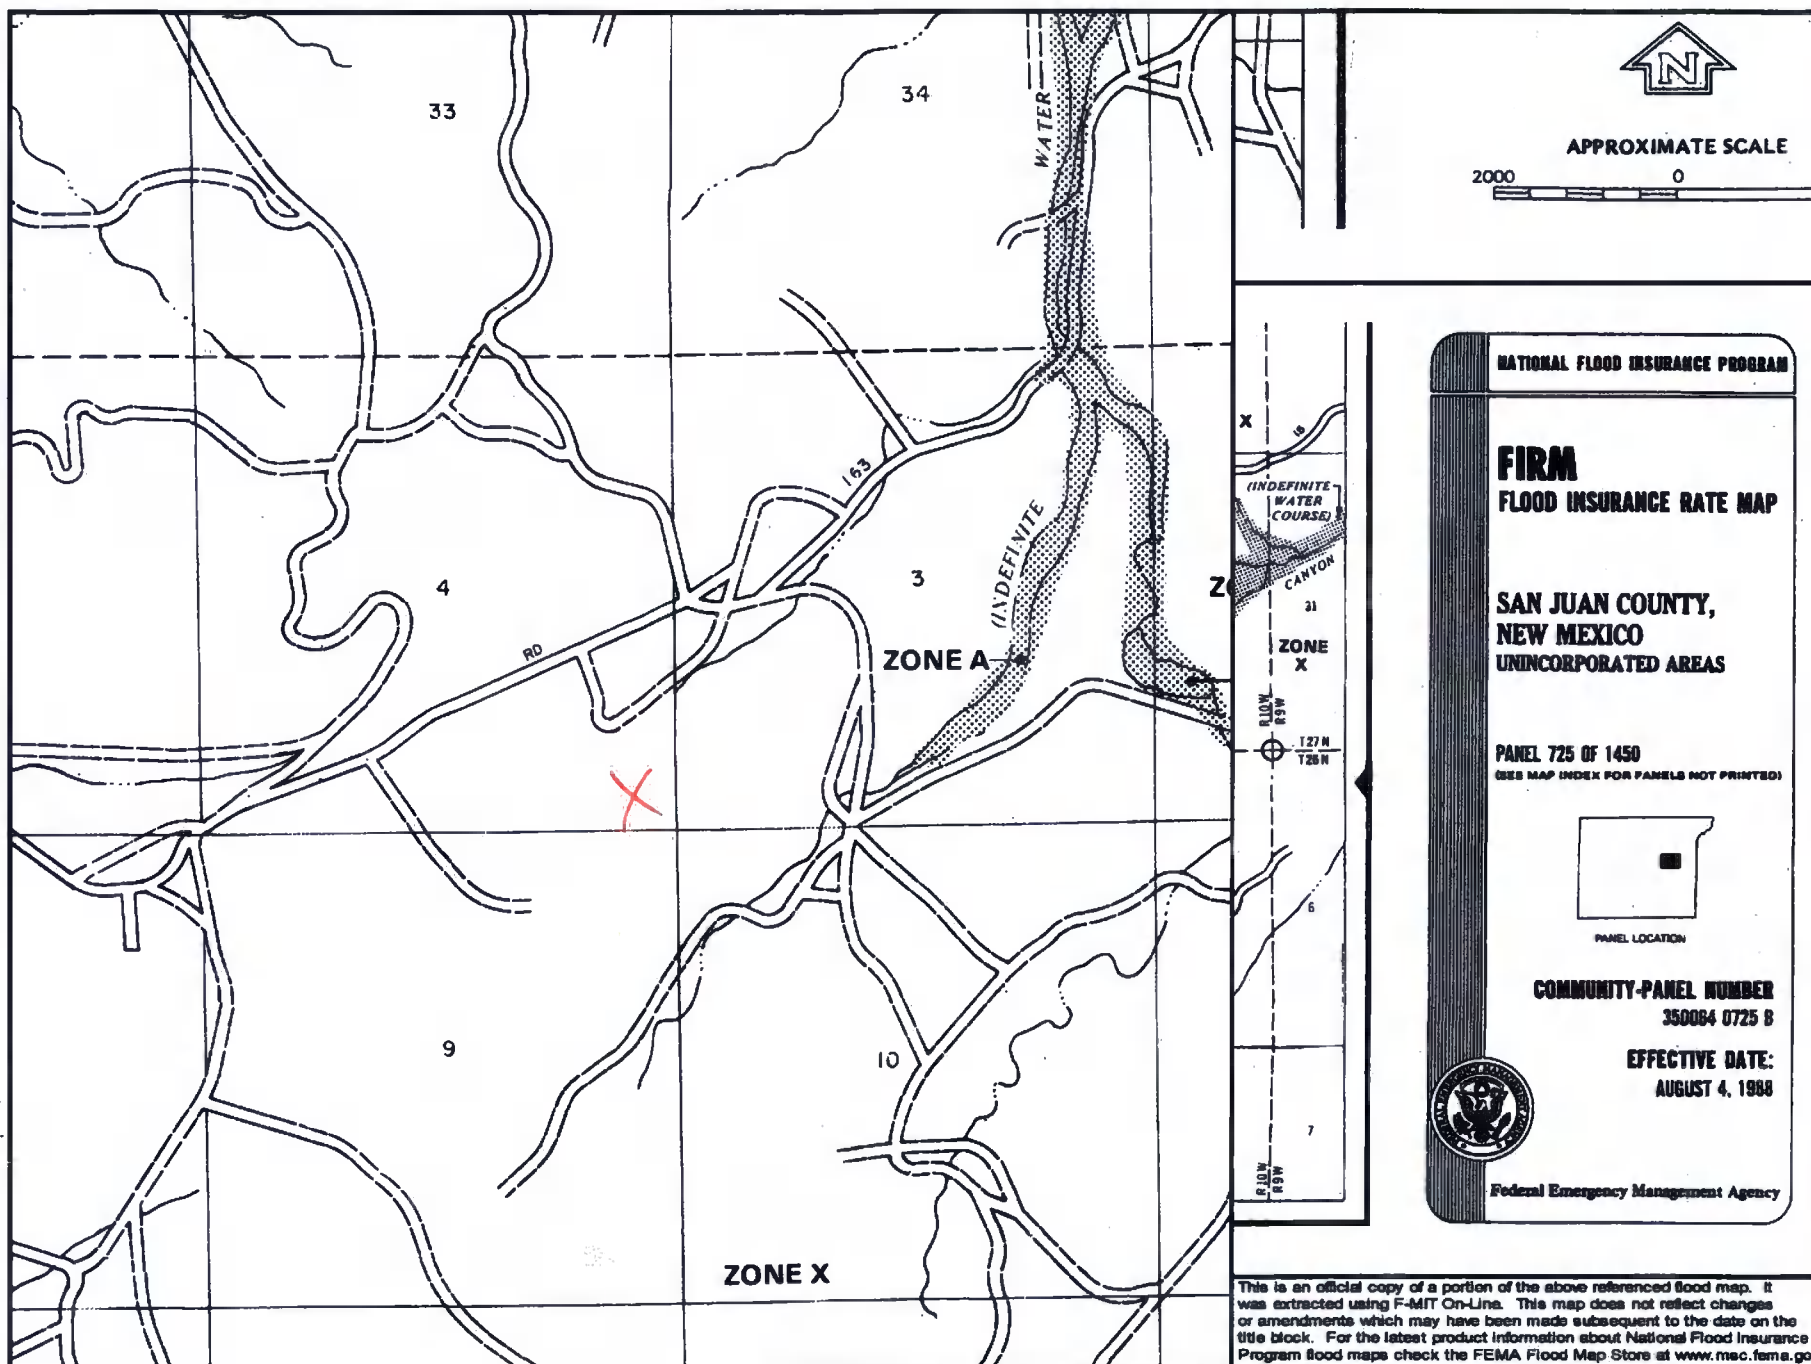 33
34
WATER
163
4
3
(INDEFINITE
RD
ZONE A
9
10
ZONE X
N
APPROXIMATE SCALE
2000 0
X
18
(INDEFINITE
WATER
COURSE)
CANYON
31
ZONE
X
R10W
R9W
T27N
T26N
6
7
R10W
R9W
NATIONAL FLOOD INSURANCE PROGRAM
FIRM
FLOOD INSURANCE RATE MAP
SAN JUAN COUNTY,
NEW MEXICO
UNINCORPORATED AREAS
PANEL 725 OF 1450
(SEE MAP INDEX FOR PANELS NOT PRINTED)
PANEL LOCATION
COMMUNITY-PANEL NUMBER
350064 0725 B
EFFECTIVE DATE:
AUGUST 4, 1988
Federal Emergency Management Agency
This is an official copy of a portion of the above referenced flood map. It
was extracted using F-MIT On-Line. This map does not reflect changes
or amendments which may have been made subsequent to the date on the
title block. For the latest product information about National Flood Insurance
Program flood maps check the FEMA Flood Map Store at www.msc.fema.go